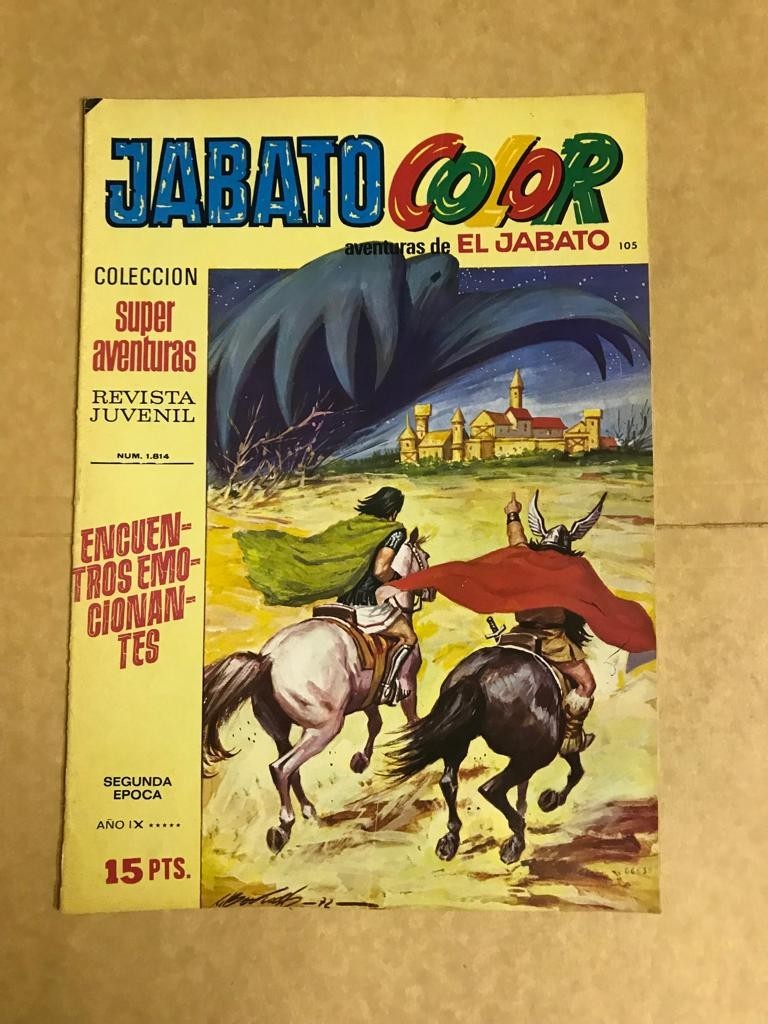 JABATO COLOR
aventuras de EL JABATO 105
COLECCION
super
aventuras
REVISTA
JUVENIL
NUM. 1.814
ENCUEN-
TROS EMO-
CIONAN-
TES
SEGUNDA
EPOCA
AÑO IX *****
15 PTS.